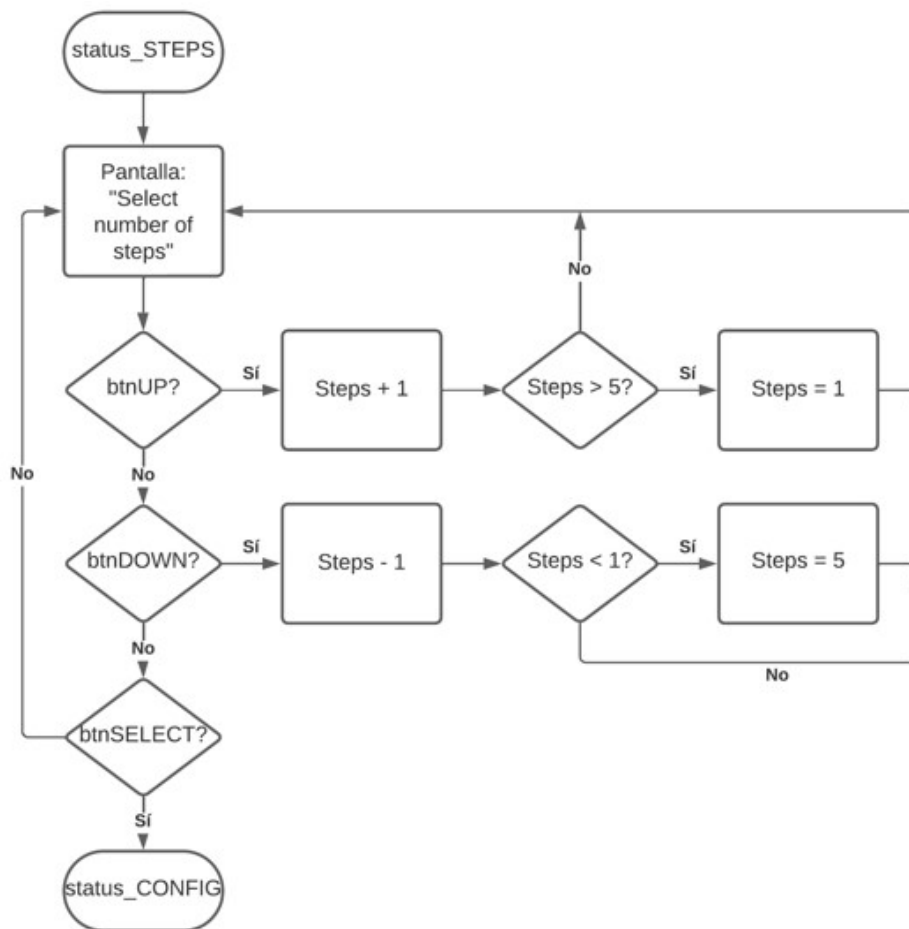 status_STEPS
Pantalla:
"Select
number of
steps"
No
btnUP?
Sí
Steps + 1
Steps > 5?
Sí
Steps = 1
No
No
btnDOWN?
Sí
Steps - 1
Steps < 1?
Sí
Steps = 5
No
No
btnSELECT?
Sí
status_CONFIG